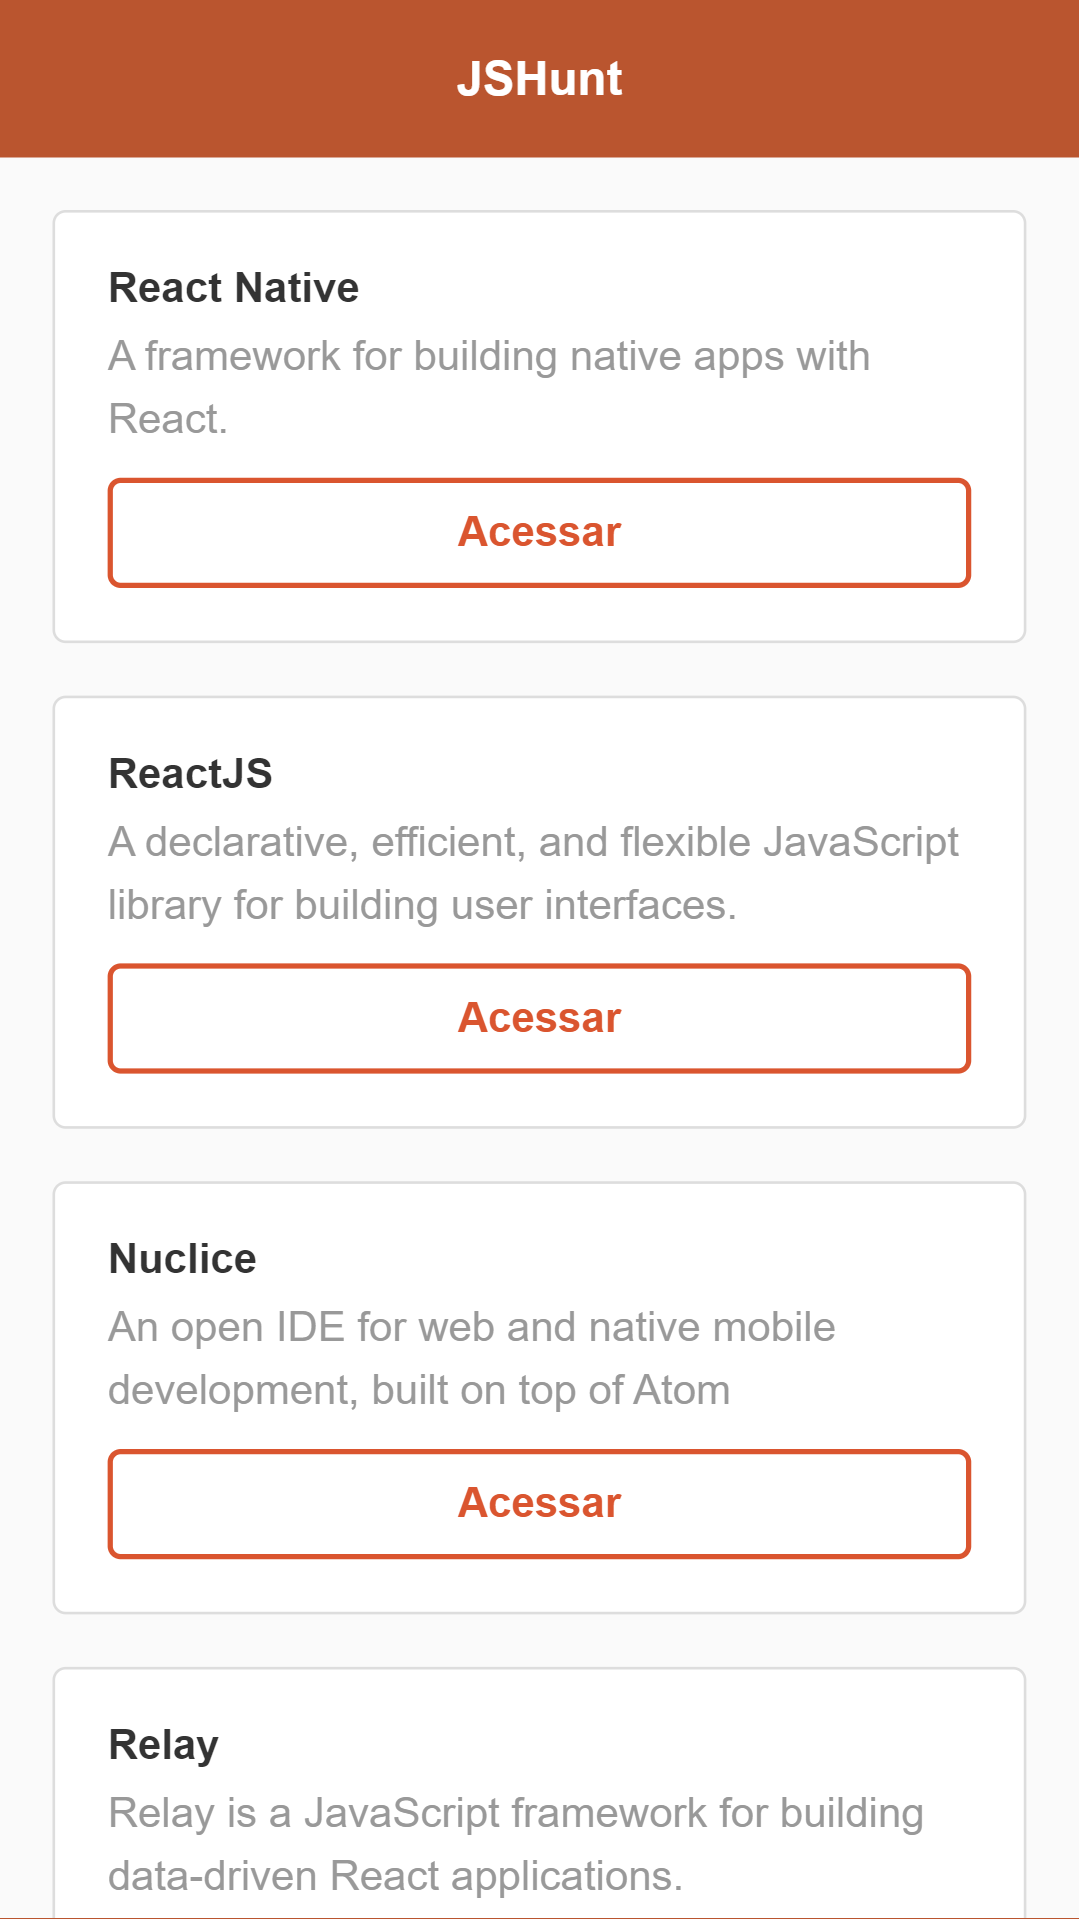 JSHunt
React Native
A framework for building native apps with
React.
Acessar
ReactJS
A declarative, efficient, and flexible JavaScript
library for building user interfaces.
Acessar
Nuclice
An open IDE for web and native mobile
development, built on top of Atom
Acessar
Relay
Relay is a JavaScript framework for building
data-driven React applications.